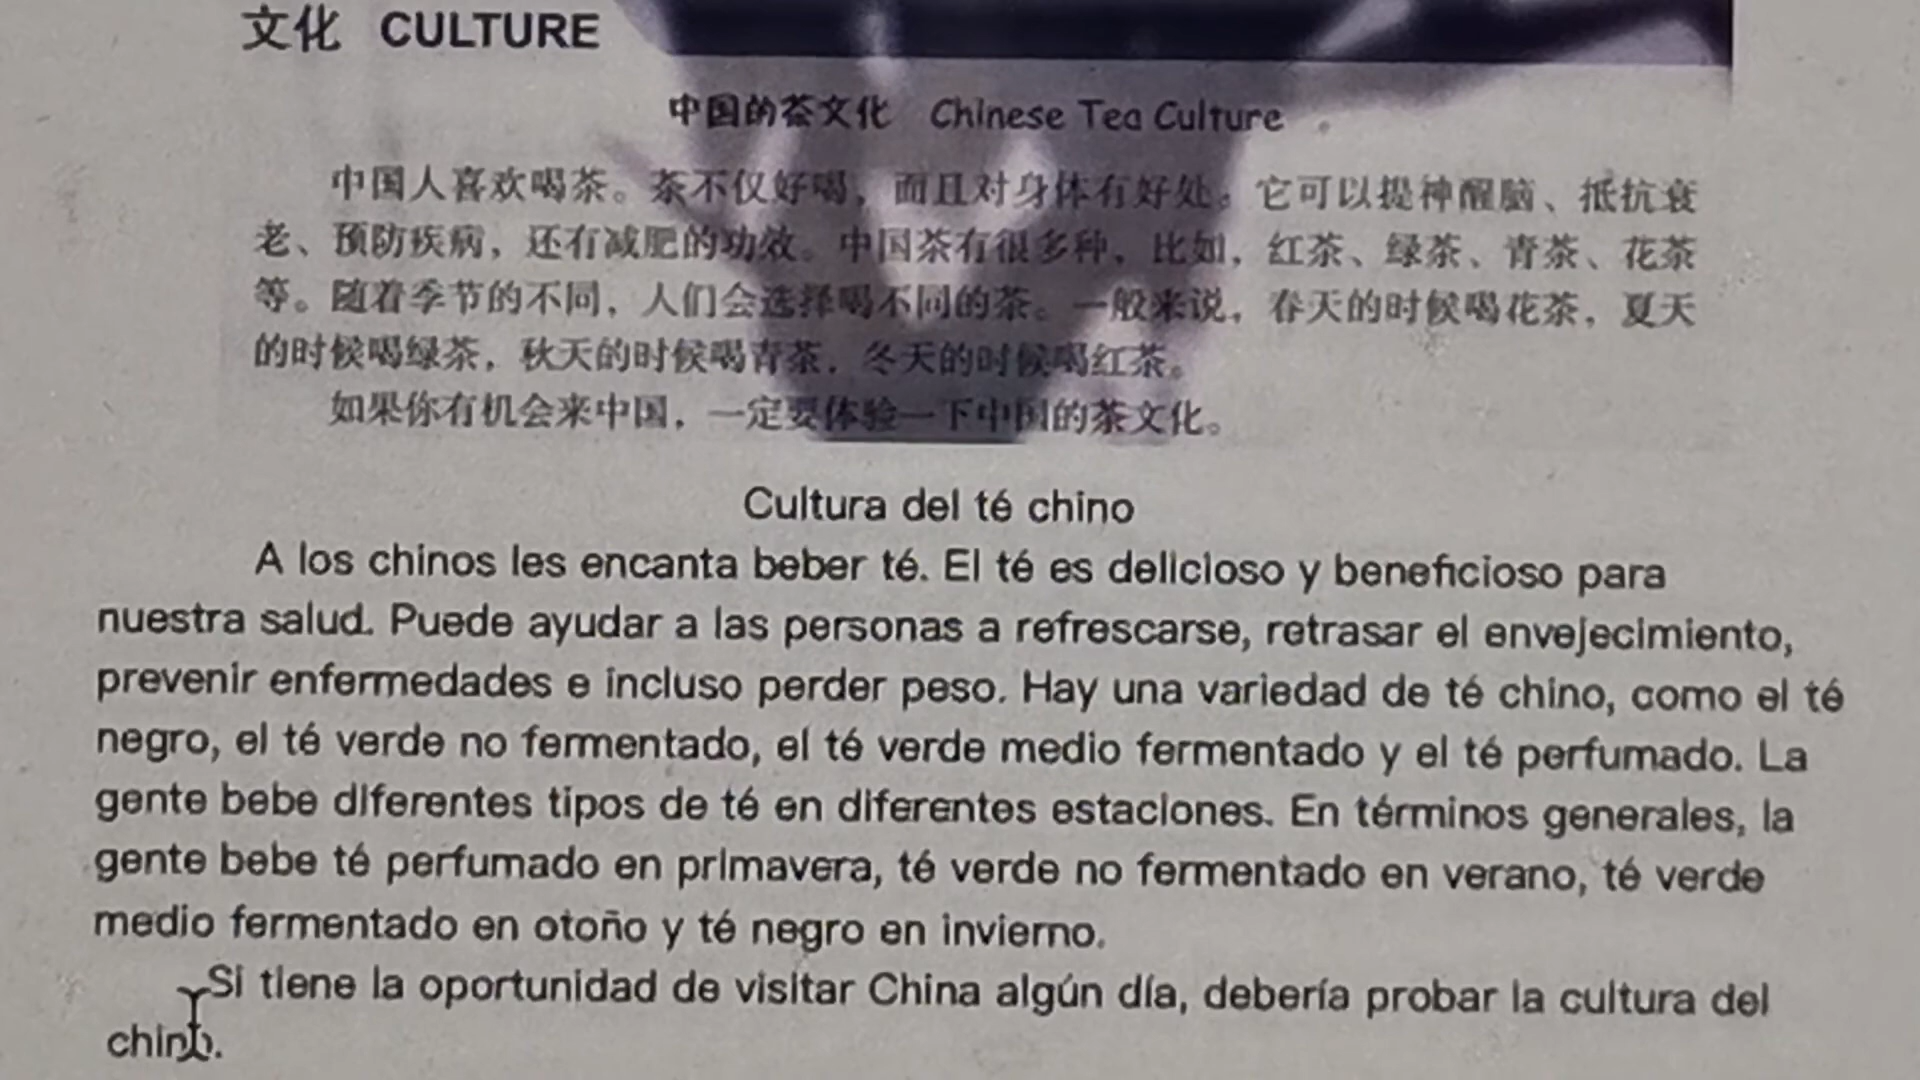 文化 CULTURE
中国的茶文化 Chinese Tea Culture
中国人喜欢喝茶。茶不仅好喝，而且对身体有好处。它可以提神醒脑、抵抗衰
老、预防疾病，还有减肥的功效。中国茶有很多种，比如，红茶、绿茶、青茶、花茶
等。随着季节的不同，人们会选择喝不同的茶。一般来说，春天的时候喝花茶，夏天
的时候喝绿茶，秋天的时候喝青茶，冬天的时候喝红茶。
如果你有机会来中国，一定要体验一下中国的茶文化。
Cultura del té chino
A los chinos les encanta beber té. El té es delicioso y beneficioso para
nuestra salud. Puede ayudar a las personas a refrescarse, retrasar el envejecimiento,
prevenir enfermedades e incluso perder peso. Hay una variedad de té chino, como el té
negro, el té verde no fermentado, el té verde medio fermentado y el té perfumado. La
gente bebe diferentes tipos de té en diferentes estaciones. En términos generales, la
gente bebe té perfumado en primavera, té verde no fermentado en verano, té verde
medio fermentado en otoño y té negro en invierno.
Si tiene la oportunidad de visitar China algún día, debería probar la cultura del
chino.